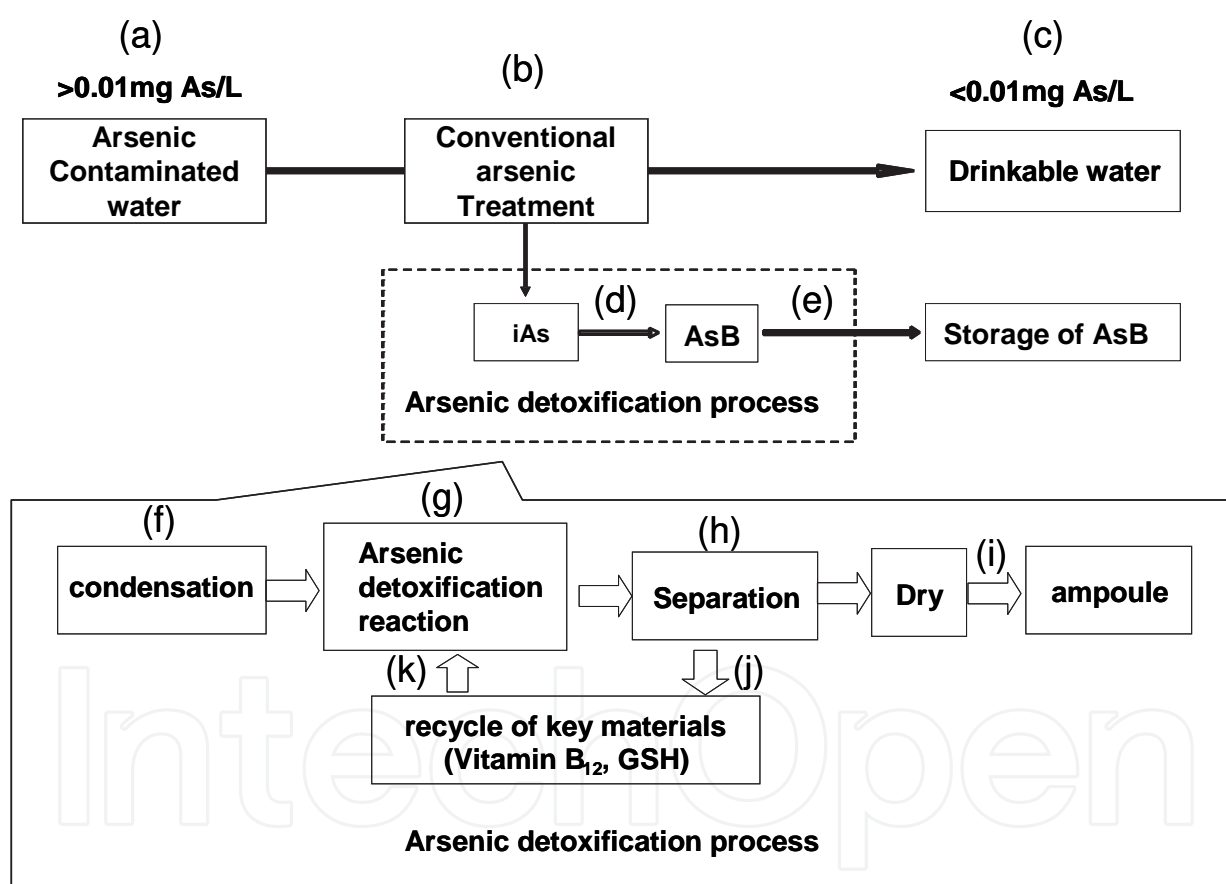 (a)
(b)
(c)
>0.01mg As/L
<0.01mg As/L
Arsenic
Contaminated
water
Conventional
arsenic
Treatment
Drinkable water
(d)
(e)
iAs
AsB
Storage of AsB
Arsenic detoxification process
(f)
(g)
(h)
(i)
condensation
Arsenic
detoxification
reaction
Separation
Dry
ampoule
(k)
(j)
recycle of key materials
(Vitamin B₁₂, GSH)
IntechOpen
Arsenic detoxification process